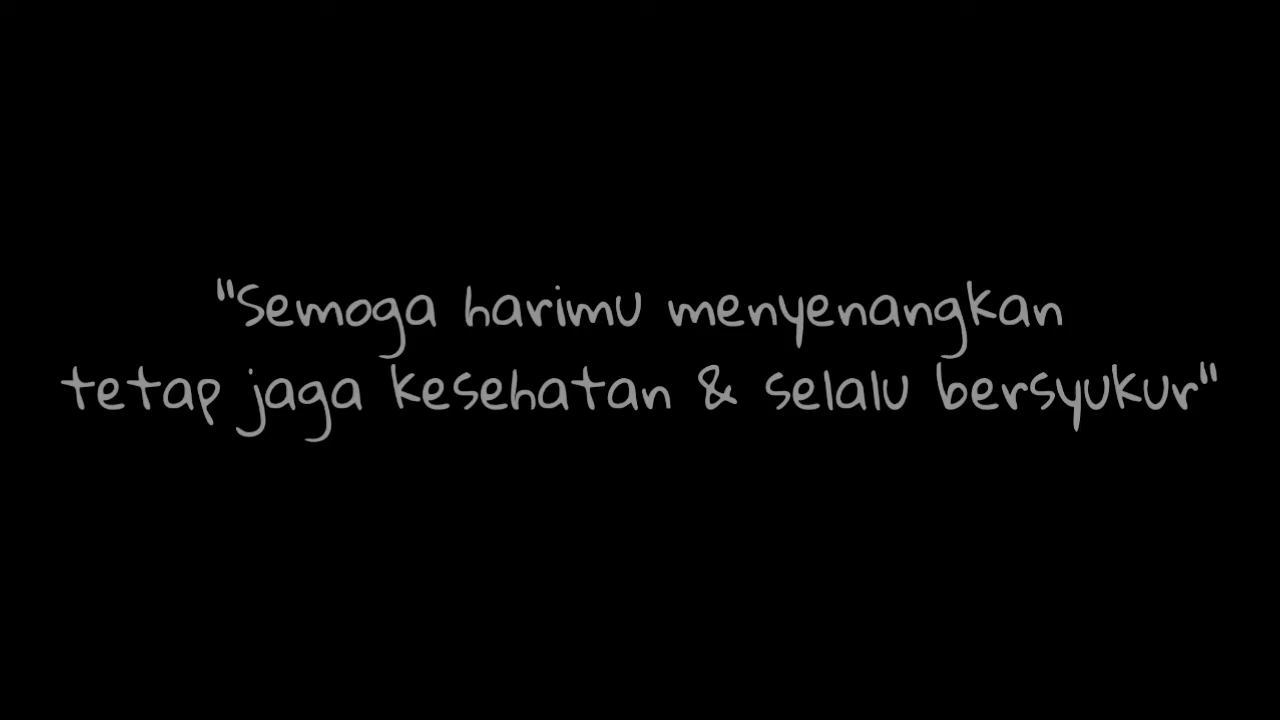 "Semoga harimu menyenangkan
tetap jaga kesehatan & selalu bersyukur"